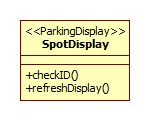 <<ParkingDisplay>>
SpotDisplay
+checkID()
+refreshDisplay()